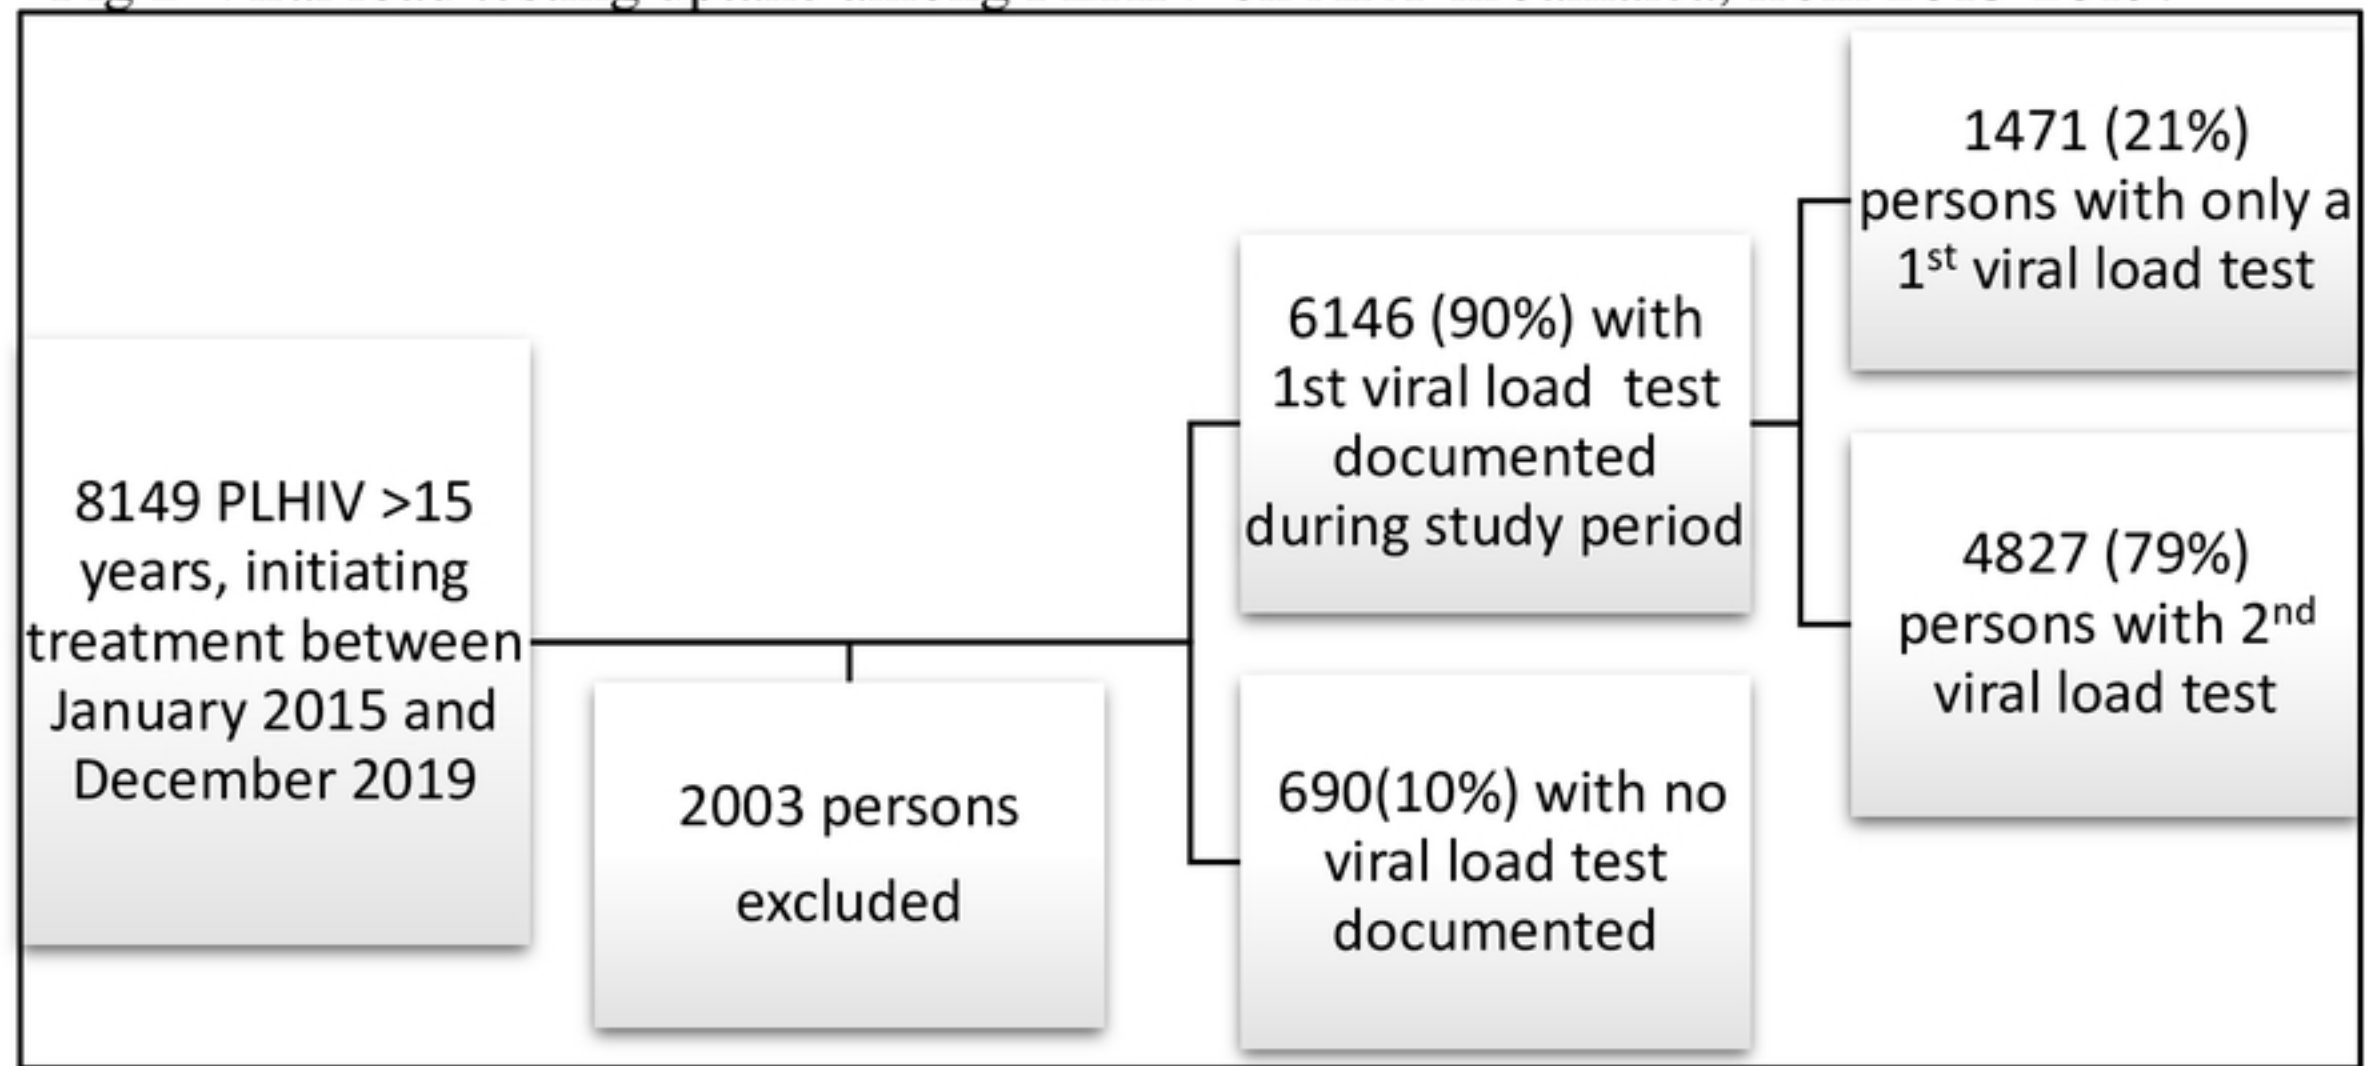 8149 PLHIV >15
years, initiating
treatment between
January 2015 and
December 2019
2003 persons
excluded
6146 (90%) with
1st viral load test
documented
during study period
690(10%) with no
viral load test
documented
1471 (21%)
persons with only a
1st viral load test
4827 (79%)
persons with 2nd
viral load test